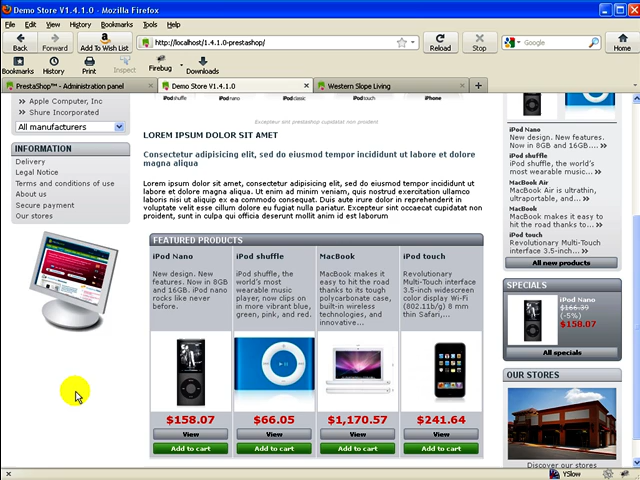 Demo Store V1.4.1.0 - Mozilla Firefox
File Edit View History Bookmarks Tools Help
Back Forward Add To Wish List http://localhost/1.4.1.0-prestashop/ Reload Stop Google Home
Bookmarks History Print Inspect Firebug Downloads
PrestaShop™ - Administration panel Demo Store V1.4.1.0 Western Slope Living
Apple Computer, Inc
Shure Incorporated
All manufacturers
INFORMATION
Delivery
Legal Notice
Terms and conditions of use
About us
Secure payment
Our stores
iPod shuffle iPod nano iPod classic iPod touch iPhone
Excepteur sint prestashop cupidatat non proident
LOREM IPSUM DOLOR SIT AMET
Consectetur adipisicing elit, sed do eiusmod tempor incididunt ut labore et dolore
magna aliqua
Lorem ipsum dolor sit amet, consectetur adipisicing elit, sed do eiusmod tempor incididunt ut
labore et dolore magna aliqua. Ut enim ad minim veniam, quis nostrud exercitation ullamco
laboris nisi ut aliquip ex ea commodo consequat. Duis aute irure dolor in reprehenderit in
voluptate velit esse cillum dolore eu fugiat nulla pariatur. Excepteur sint occaecat cupidatat non
proident, sunt in culpa qui officia deserunt mollit anim id est laborum
FEATURED PRODUCTS
iPod Nano
New design. New
features. Now in 8GB
and 16GB. iPod nano
rocks like never
before.
$158.07
View
Add to cart
iPod shuffle
iPod shuffle, the
world's most
wearable music
player, now clips on
in more vibrant blue,
green, pink, and red.
$66.05
View
Add to cart
MacBook
MacBook makes it
easy to hit the road
thanks to its tough
polycarbonate case,
built-in wireless
technologies, and
innovative...
$1,170.57
View
Add to cart
iPod touch
Revolutionary
Multi-Touch interface
3.5-inch widescreen
color display Wi-Fi
(802.11b/g) 8 mm
thin Safari,...
$241.64
View
Add to cart
iPod Nano
New design. New features.
Now in 8GB and 16GB....
iPod shuffle
iPod shuffle, the world's
most wearable music...
MacBook Air
MacBook Air is ultrathin,
ultraportable, and...
MacBook
MacBook makes it easy to
hit the road thanks to...
iPod touch
Revolutionary Multi-Touch
interface 3.5-inch...
All new products
SPECIALS
iPod Nano
$166.39
(-5%)
$158.07
All specials
OUR STORES
Discover our stores
YSlow